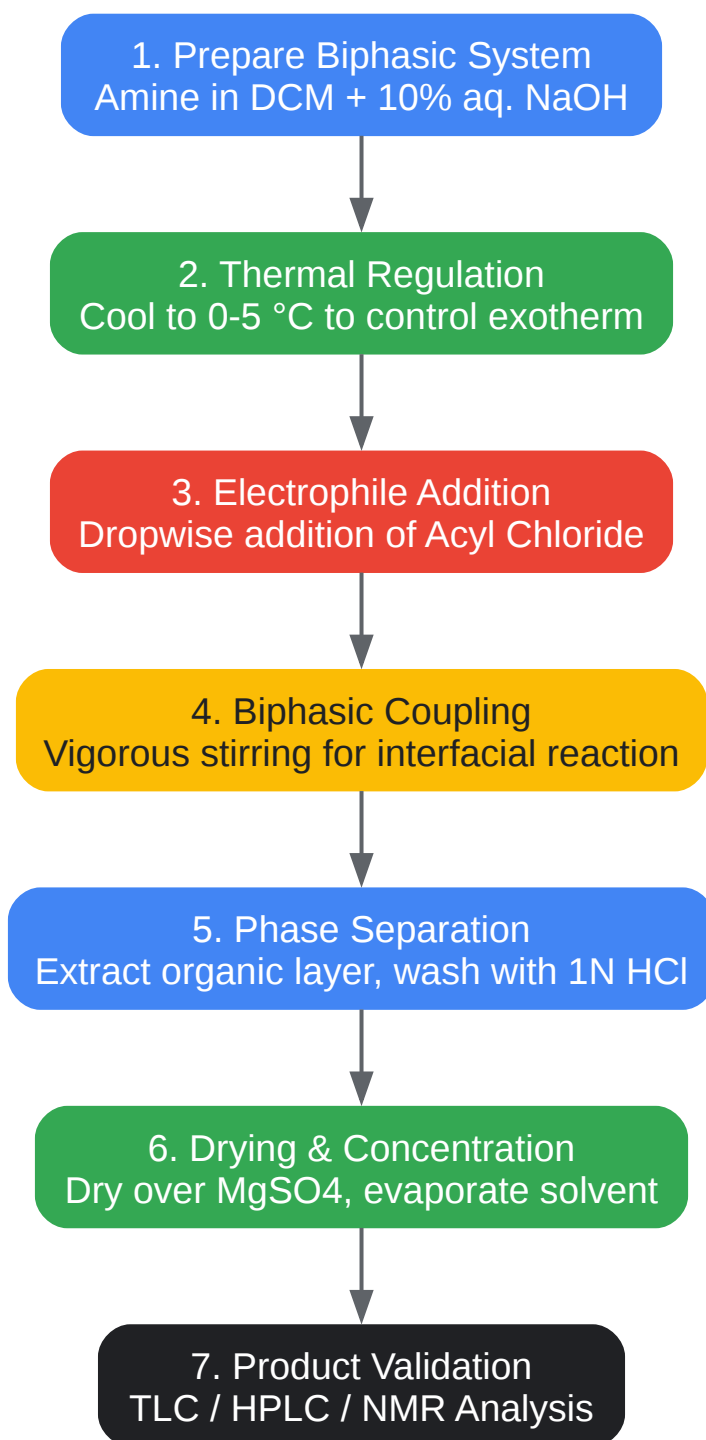 1. Prepare Biphasic System
Amine in DCM + 10% aq. NaOH
2. Thermal Regulation
Cool to 0-5 °C to control exotherm
3. Electrophile Addition
Dropwise addition of Acyl Chloride
4. Biphasic Coupling
Vigorous stirring for interfacial reaction
5. Phase Separation
Extract organic layer, wash with 1N HCl
6. Drying & Concentration
Dry over MgSO4, evaporate solvent
7. Product Validation
TLC / HPLC / NMR Analysis